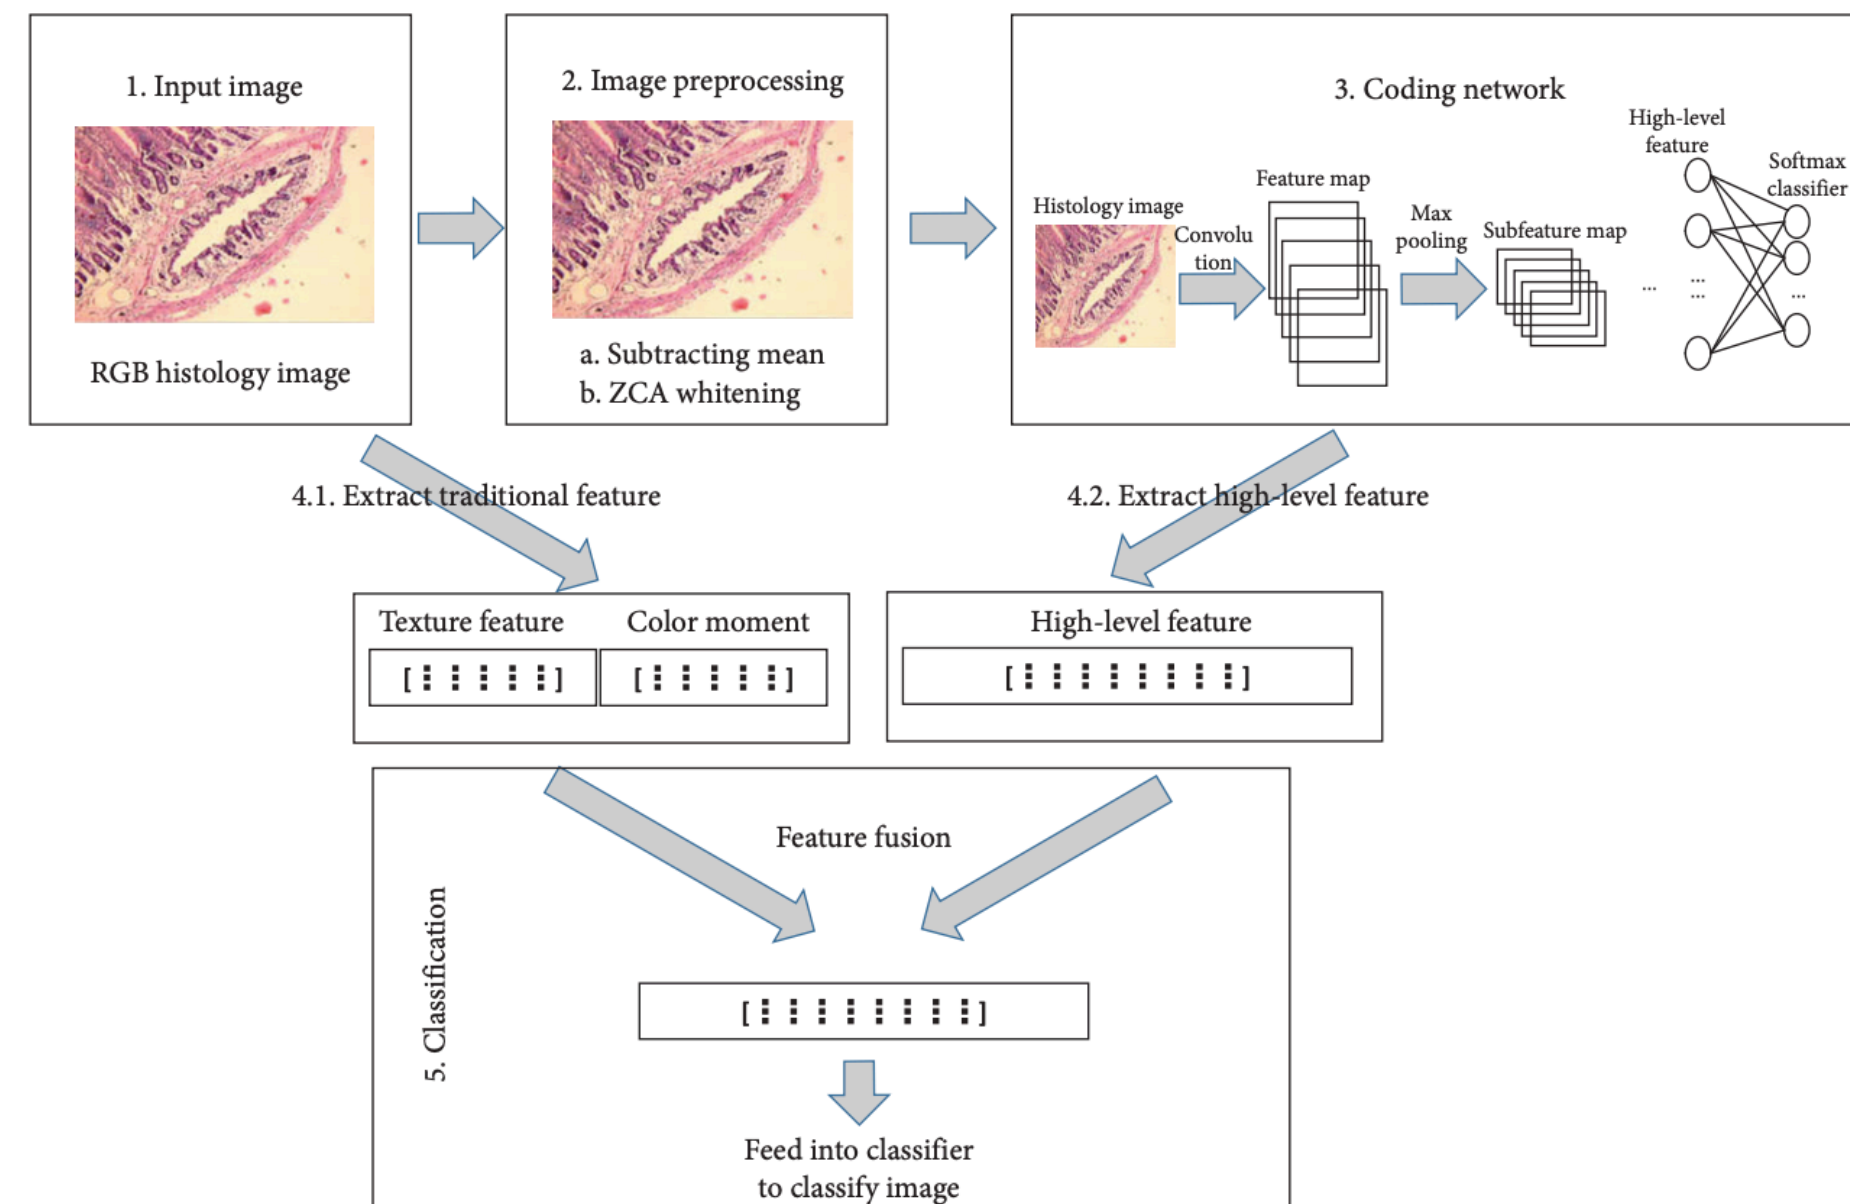 1. Input image
RGB histology image
2. Image preprocessing
a. Subtracting mean
b. ZCA whitening
3. Coding network
Histology image
Convolu
tion
Feature map
Max
pooling
Subfeature map
...
High-level
feature
...
...
Softmax
classifier
...
4.1. Extract traditional feature
4.2. Extract high-level feature
Texture feature
Color moment
High-level feature
5. Classification
Feature fusion
Feed into classifier
to classify image